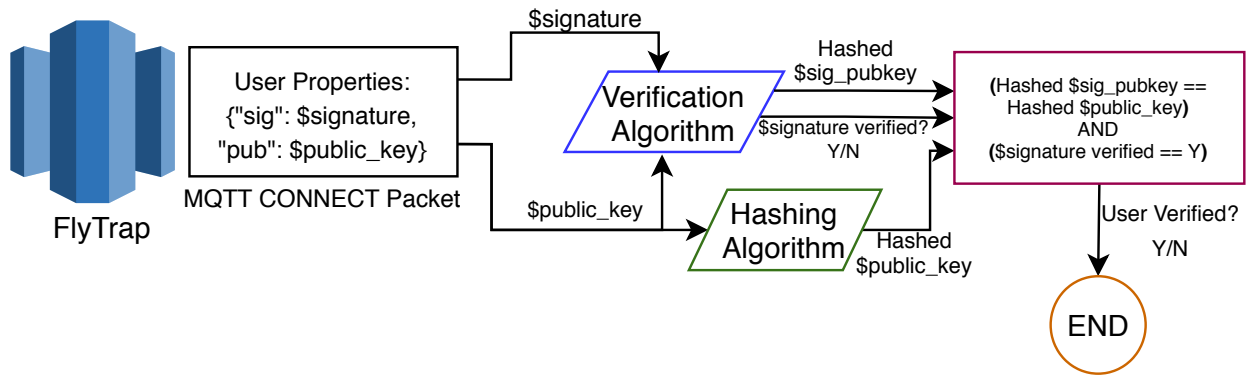 $signature
User Properties:
{"sig": $signature,
"pub": $public_key}
MQTT CONNECT Packet
FlyTrap
$public_key
Verification
Algorithm
Hashing
Algorithm
Hashed
$sig_pubkey
$signature verified?
Y/N
Hashed
$public_key
(Hashed $sig_pubkey ==
Hashed $public_key)
AND
($signature verified == Y)
User Verified?
Y/N
END